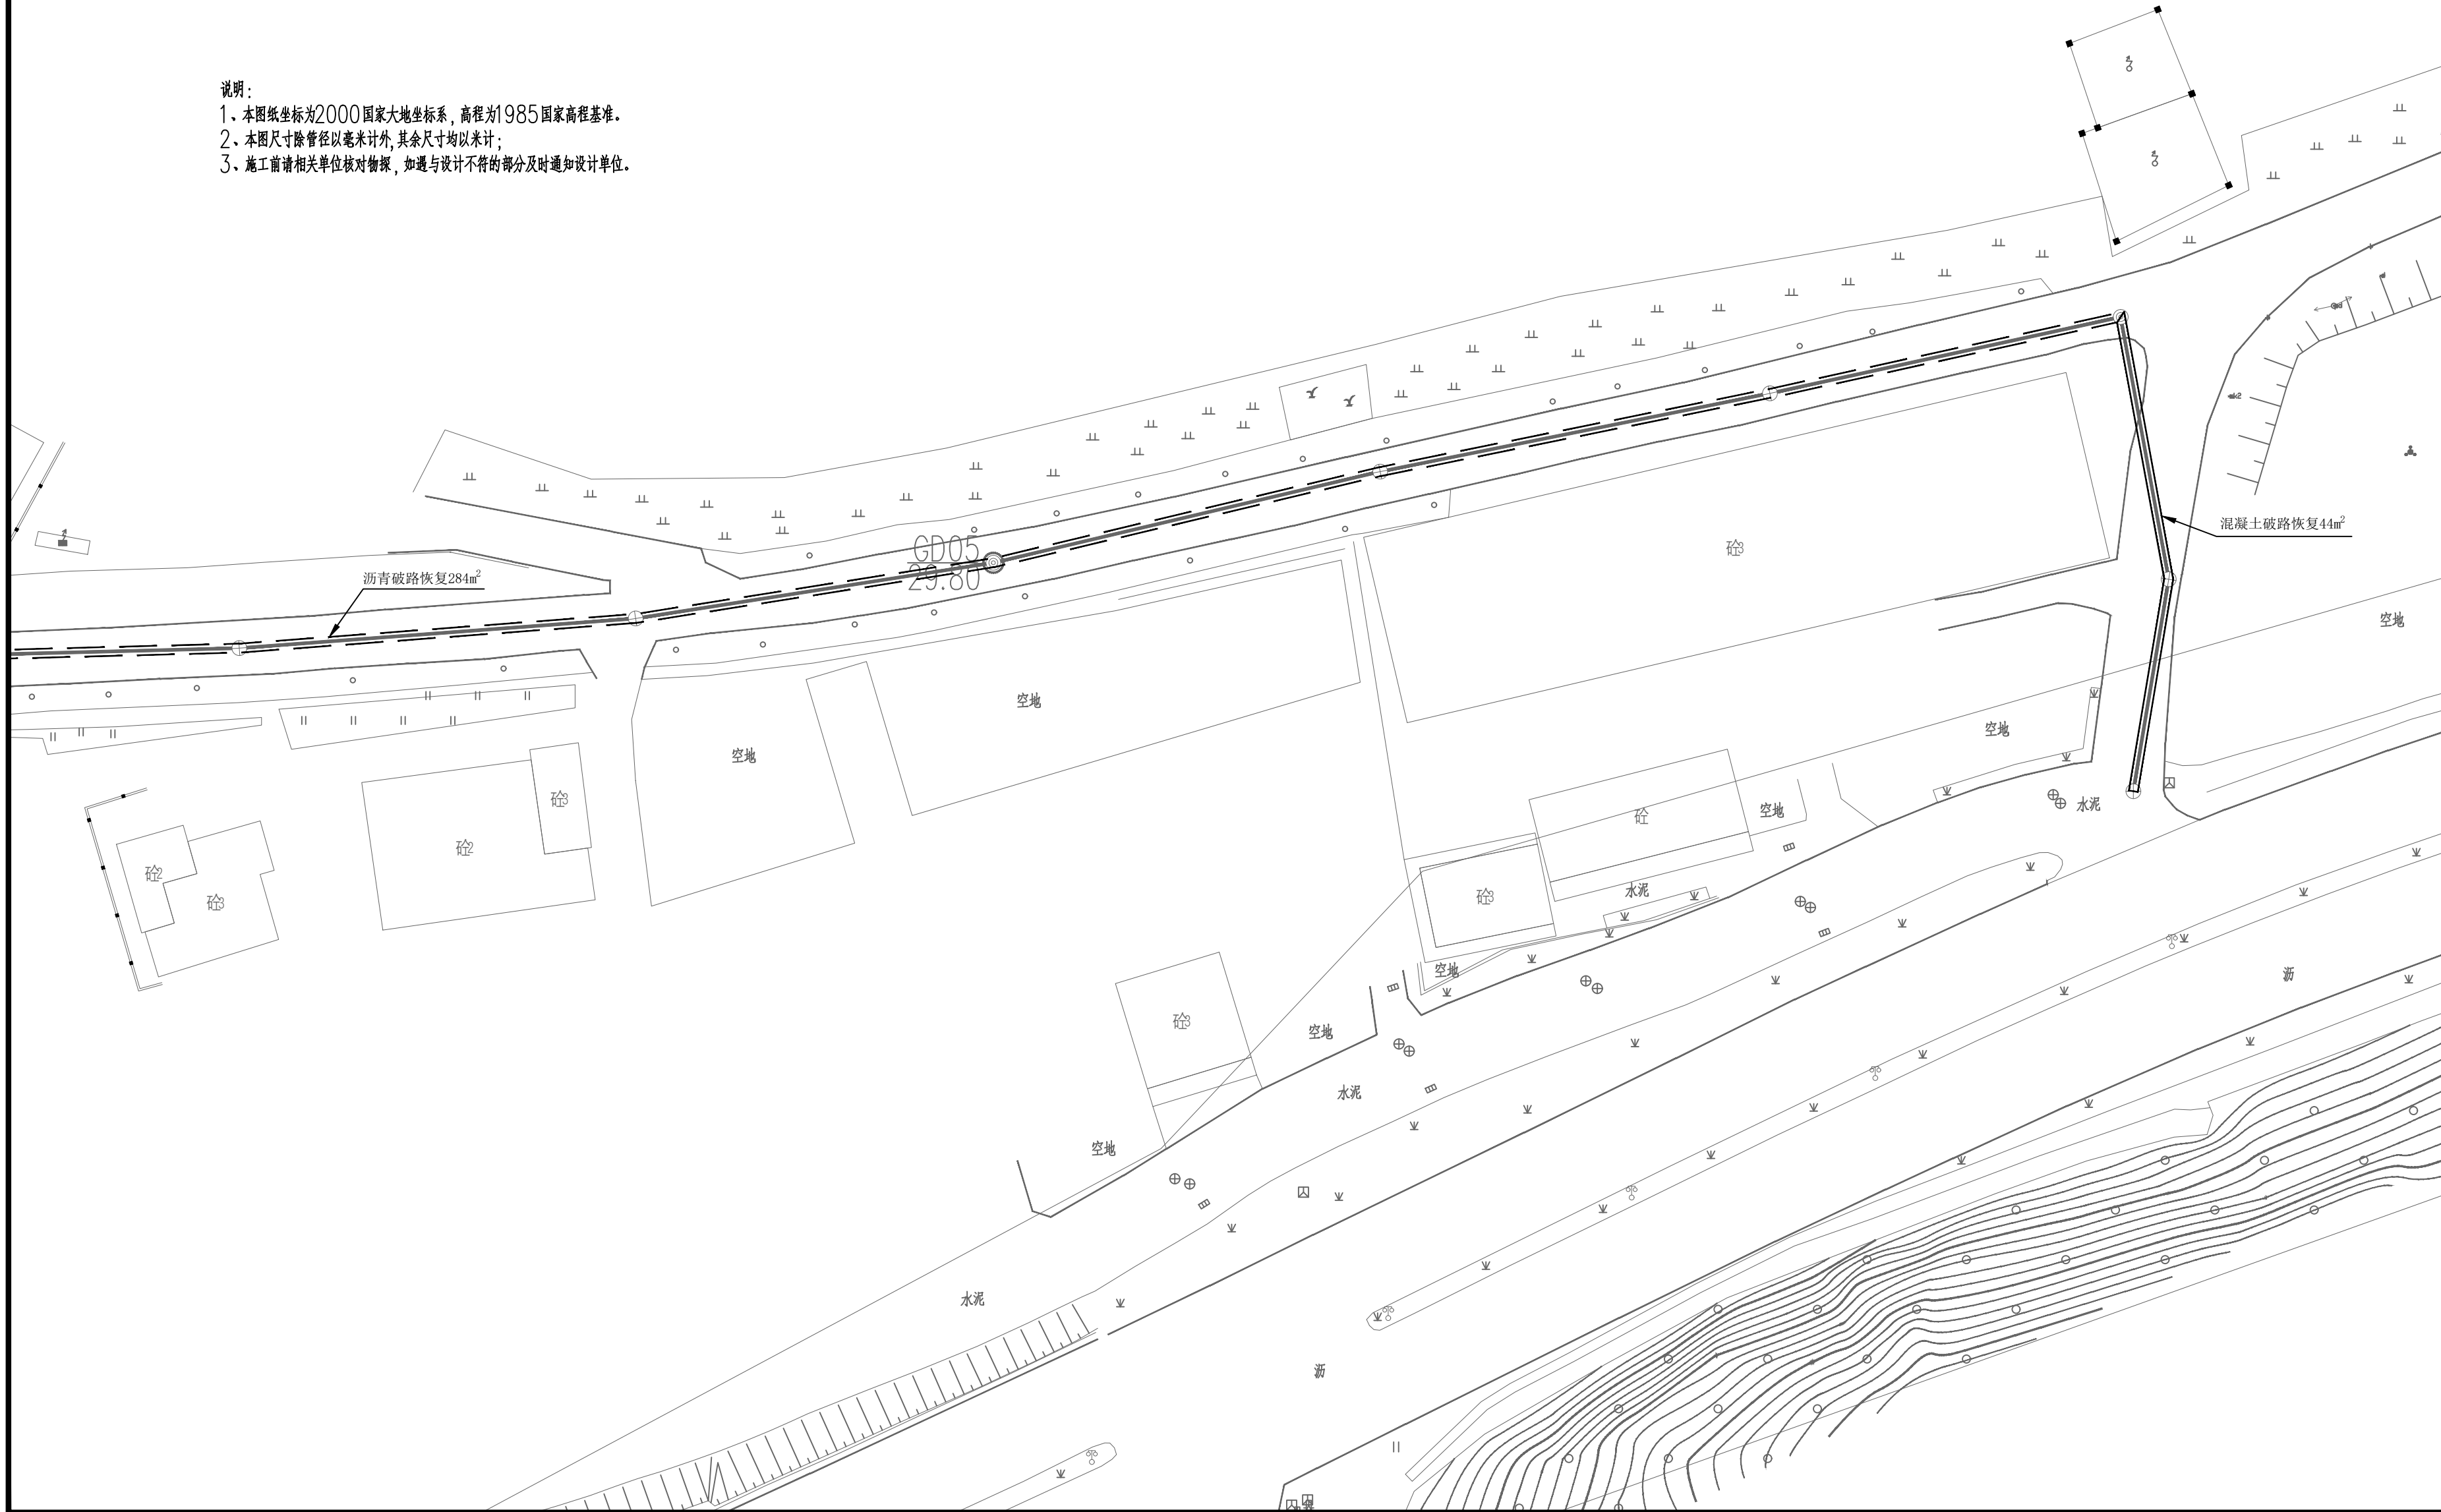 说明：
1、本图纸坐标为2000国家大地坐标系，高程为1985国家高程基准。
2、本图尺寸除管径以毫米计外，其余尺寸均以米计；
3、施工前请相关单位核对物探，如遇与设计不符的部分及时通知设计单位。
GD05
29.80
沥青破路恢复284m²
混凝土破路恢复44m²
砼3
空地
空地
空地
空地
砼3
砼2
砼2
砼3
砼
空地
水泥
砼3
水泥
空地
砼3
空地
水泥
空地
沥
水泥
沥